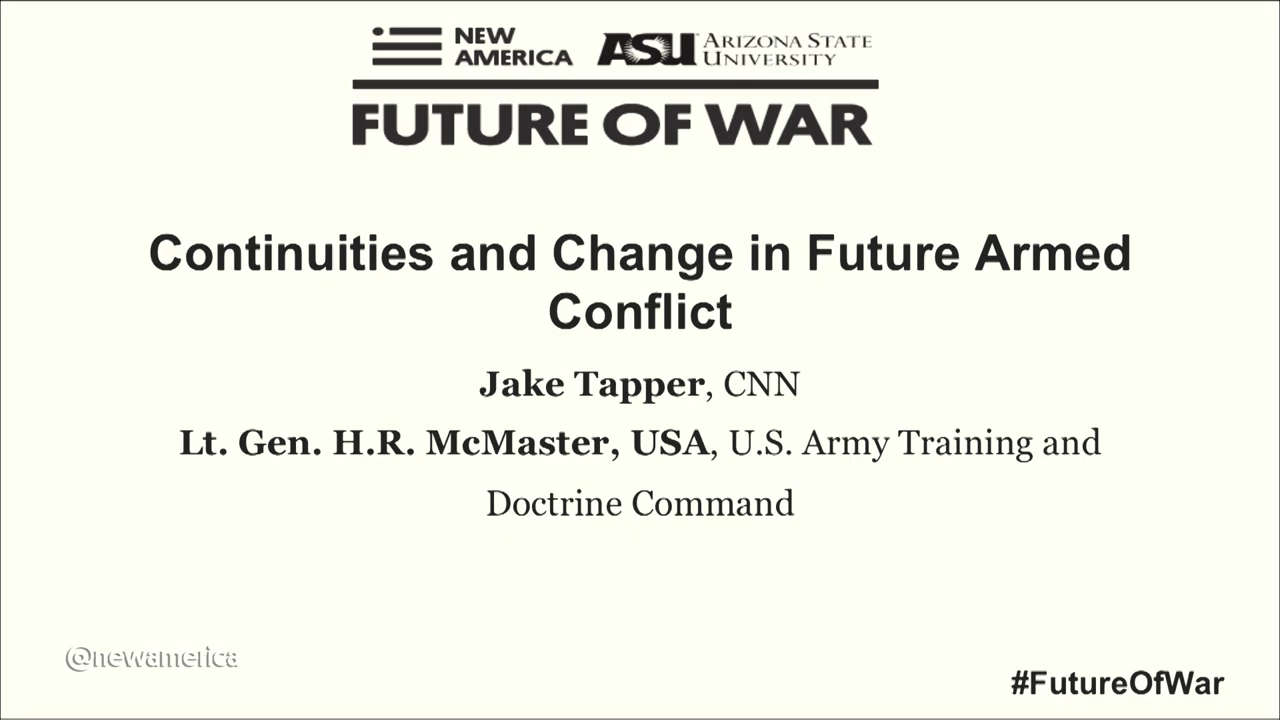 NEW AMERICA
ASU ARIZONA STATE UNIVERSITY
FUTURE OF WAR
Continuities and Change in Future Armed
Conflict
Jake Tapper, CNN
Lt. Gen. H.R. McMaster, USA, U.S. Army Training and
Doctrine Command
@newamerica
#FutureOfWar